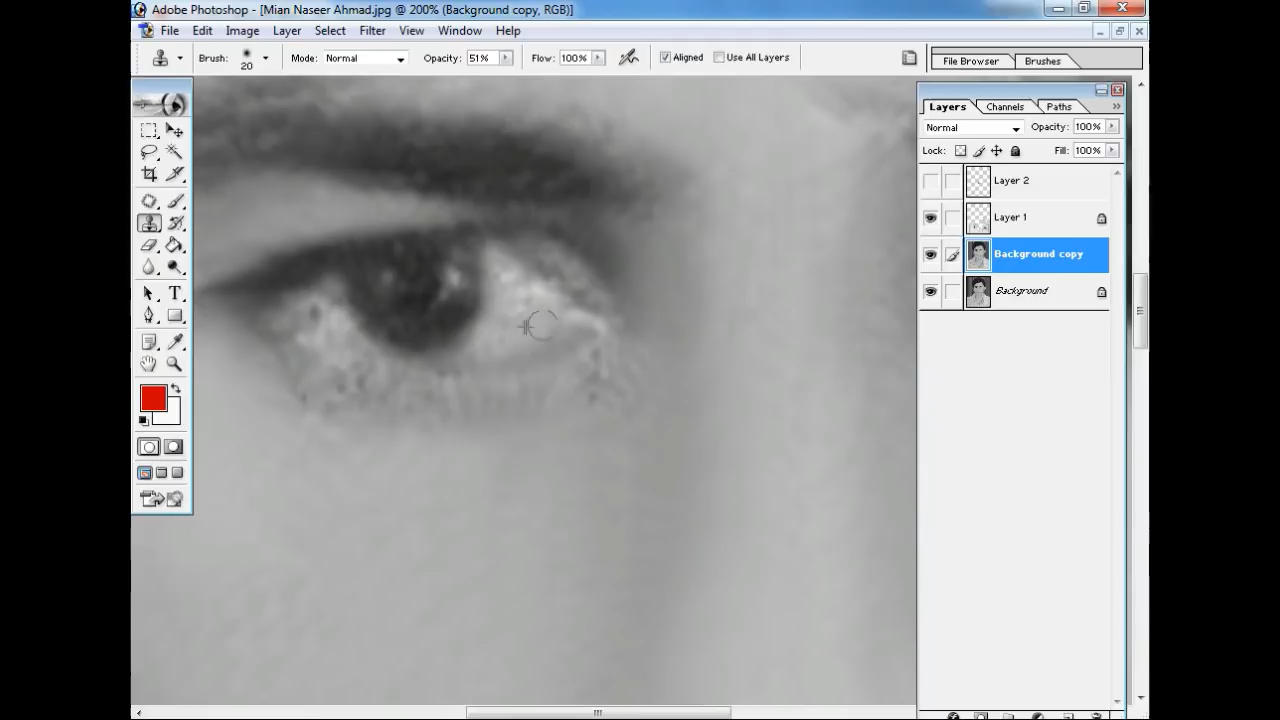 Adobe Photoshop - [Mian Naseer Ahmad.jpg @ 200% (Background copy, RGB)]
File Edit Image Layer Select Filter View Window Help
Brush: 20 Mode: Normal Opacity: 51% Flow: 100% Aligned Use All Layers File Browser Brushes
Layers Channels Paths
Normal Opacity: 100%
Lock: Fill: 100%
Layer 2
Layer 1
Background copy
Background